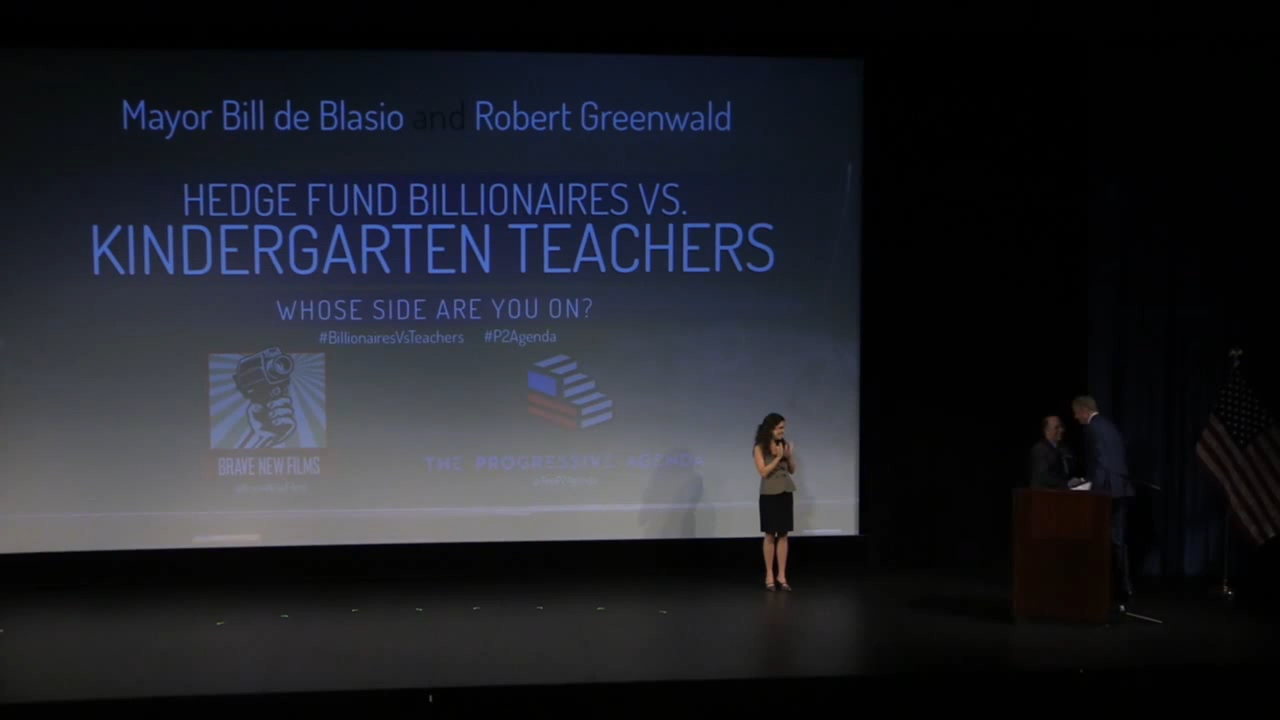 Mayor Bill de Blasio and Robert Greenwald
HEDGE FUND BILLIONAIRES VS.
KINDERGARTEN TEACHERS
WHOSE SIDE ARE YOU ON?
#BillionairesVsTeachers #P2Agenda
BRAVE NEW FILMS
THE PROGRESSIVE AGENDA